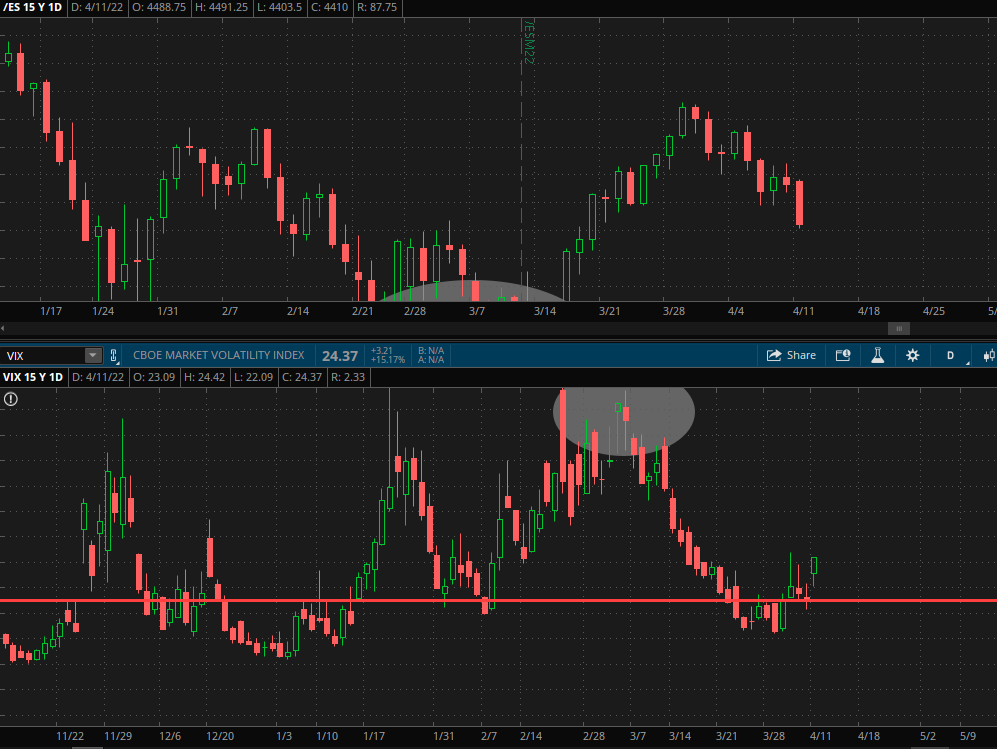 /ES 15 Y 1D D: 4/11/22 O: 4488.75 H: 4491.25 L: 4403.5 C: 4410 R: 87.75
/ESM22
1/17 1/24 1/31 2/7 2/14 2/21 2/28 3/7 3/14 3/21 3/28 4/4 4/11 4/18 4/25 5/
VIX CBOE MARKET VOLATILITY INDEX 24.37 +3.21 B: N/A Share D
+15.17% A: N/A
VIX 15 Y 1D D: 4/11/22 O: 23.09 H: 24.42 L: 22.09 C: 24.37 R: 2.33
11/22 11/29 12/6 12/20 1/3 1/10 1/17 1/31 2/7 2/14 2/28 3/7 3/14 3/21 3/28 4/11 4/18 5/2 5/9